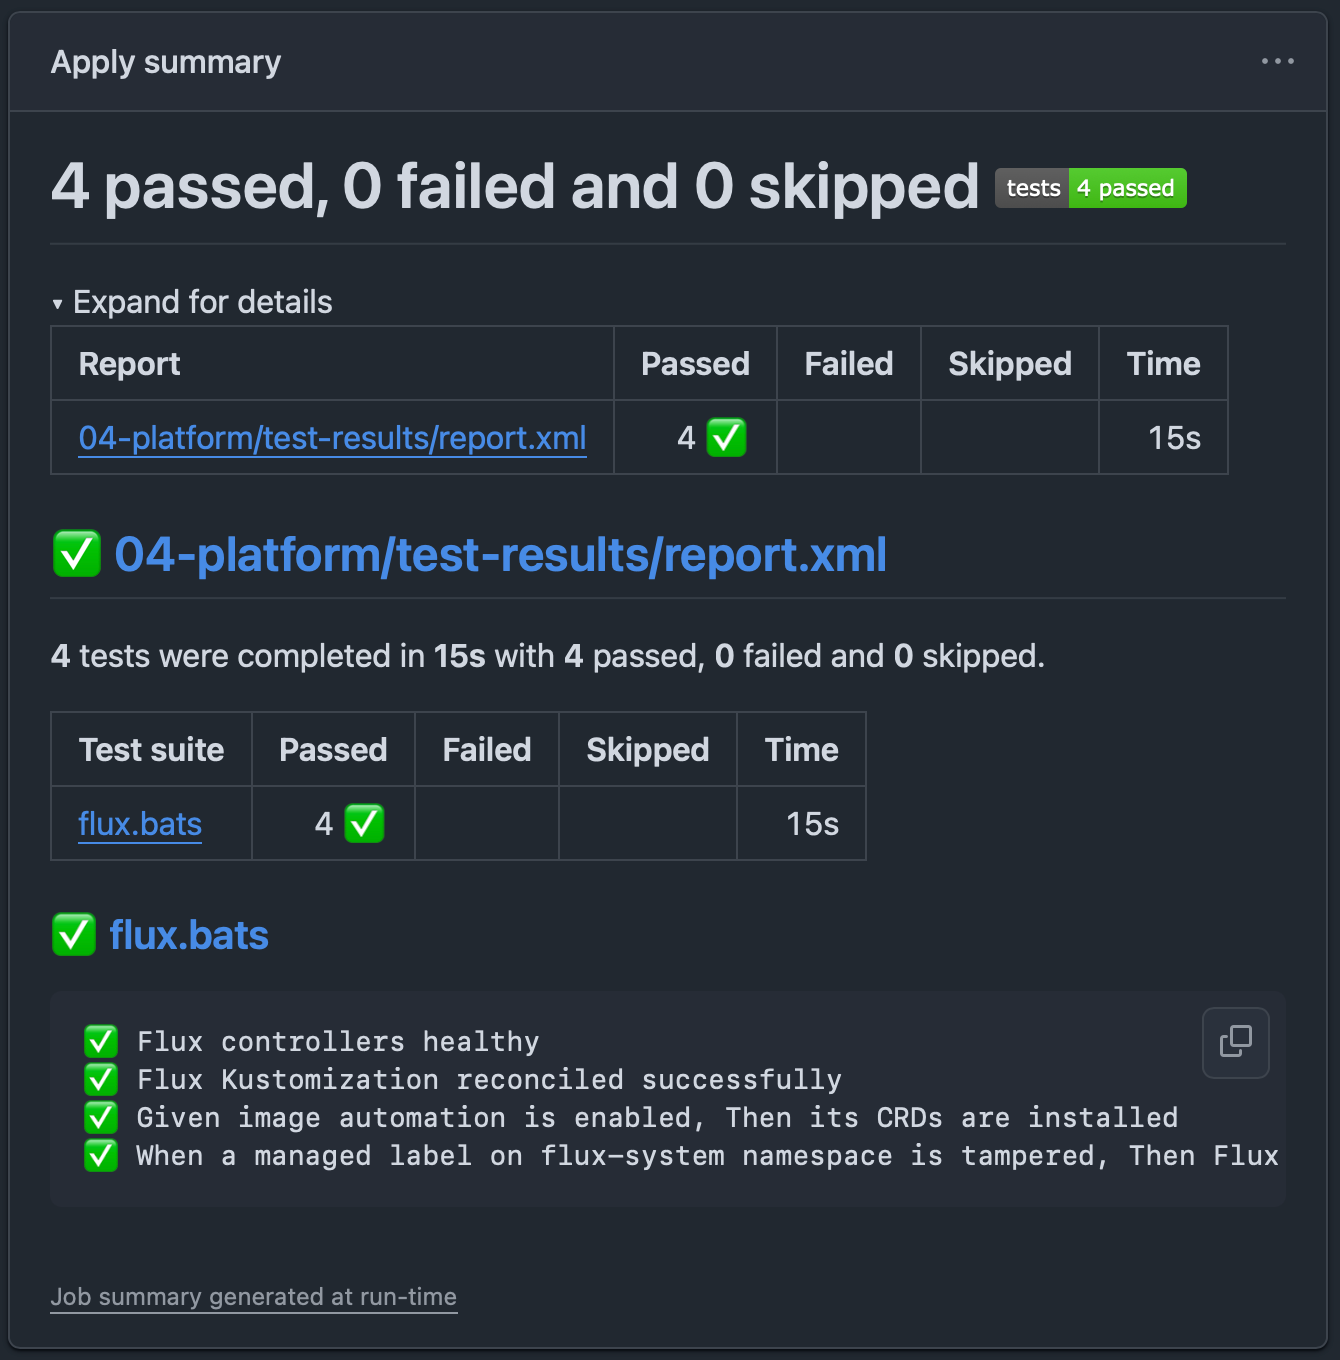 Apply summary
4 passed, 0 failed and 0 skipped tests 4 passed
Expand for details
Report Passed Failed Skipped Time
04-platform/test-results/report.xml 4 ✅ 15s
✅ 04-platform/test-results/report.xml
4 tests were completed in 15s with 4 passed, 0 failed and 0 skipped.
Test suite Passed Failed Skipped Time
flux.bats 4 ✅ 15s
✅ flux.bats
✅ Flux controllers healthy
✅ Flux Kustomization reconciled successfully
✅ Given image automation is enabled, Then its CRDs are installed
✅ When a managed label on flux-system namespace is tampered, Then Flux
Job summary generated at run-time